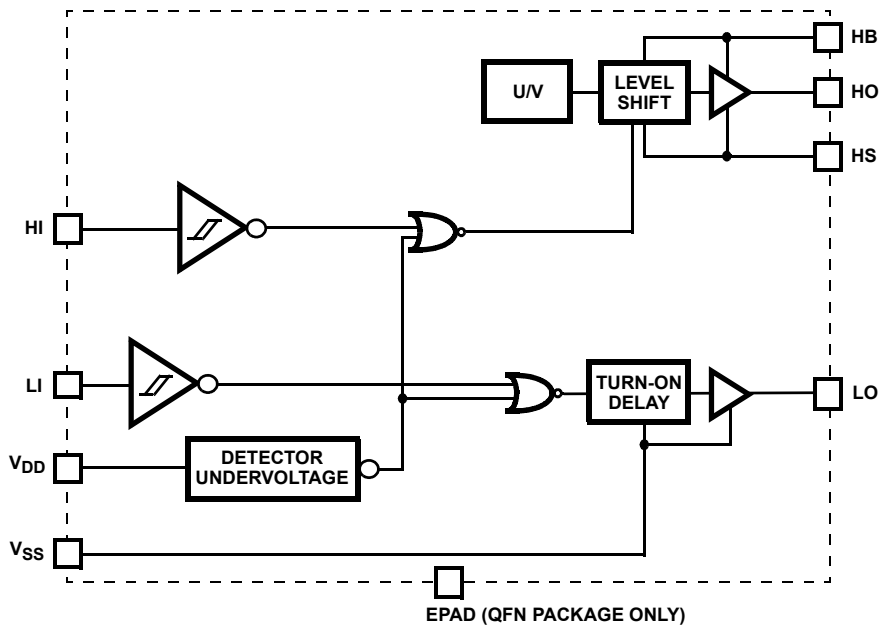 HB
U/V
LEVEL
SHIFT
HO
HS
HI
LI
TURN-ON
DELAY
LO
VDD
DETECTOR
UNDERVOLTAGE
VSS
EPAD (QFN PACKAGE ONLY)